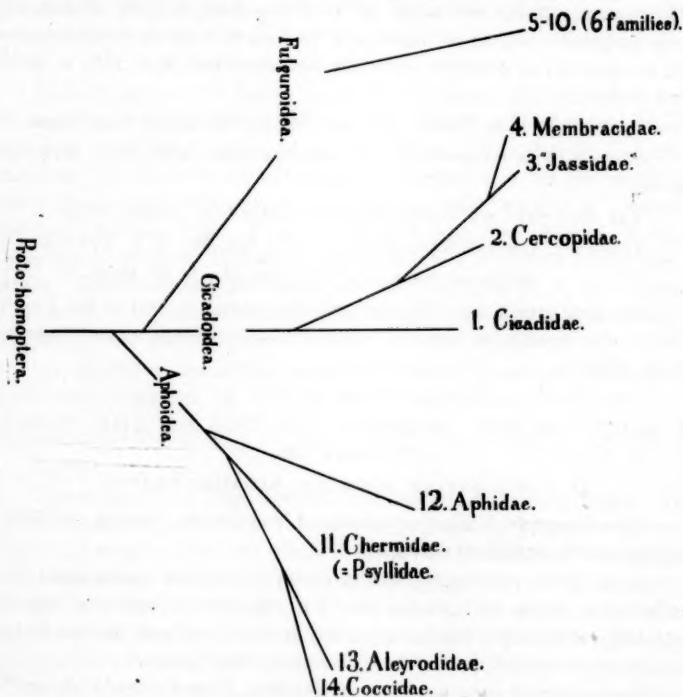 5-10. (6 families).
Fulguroidea.
4. Membracidae.
3. "Jassidae."
2. Cercopidae.
Proto-homoptera.
Cicadoidea.
1. Cicadidae.
Aphoidea.
12. Aphidae.
11. Chermidae.
(=Psyllidae.
13. Aleyrodidae.
14. Coccidae.